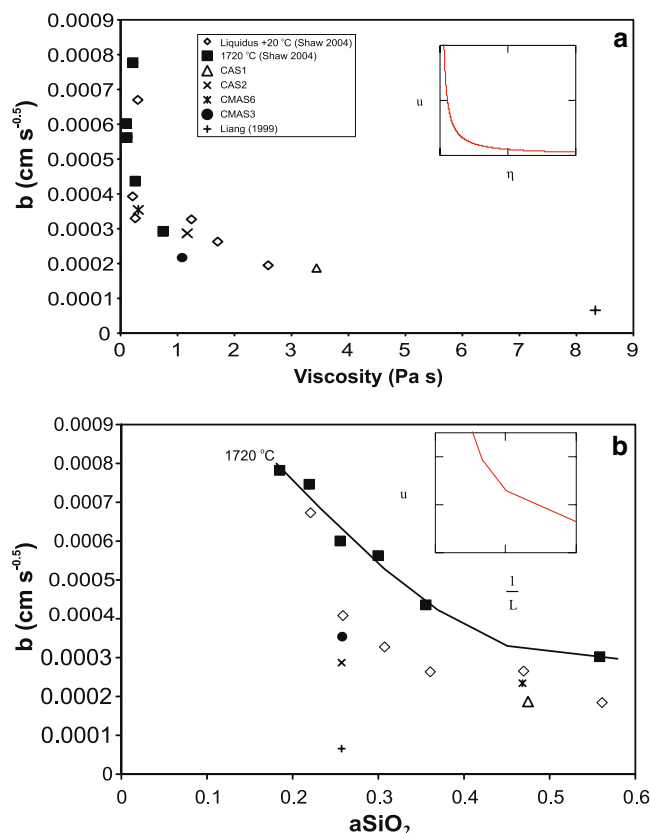 a
0.0009
0.0008
0.0007
0.0006
0.0005
0.0004
0.0003
0.0002
0.0001
0
b (cm s⁻⁰·⁵)
Liquidus +20 °C (Shaw 2004)
1720 °C (Shaw 2004)
CAS1
CAS2
CMAS6
CMAS3
Liang (1999)
u
η
0 1 2 3 4 5 6 7 8 9
Viscosity (Pa s)
b
0.0009
0.0008
0.0007
0.0006
0.0005
0.0004
0.0003
0.0002
0.0001
0
b (cm s⁻⁰·⁵)
1720 °C
u
1
L
0 0.1 0.2 0.3 0.4 0.5 0.6
aSiO₂